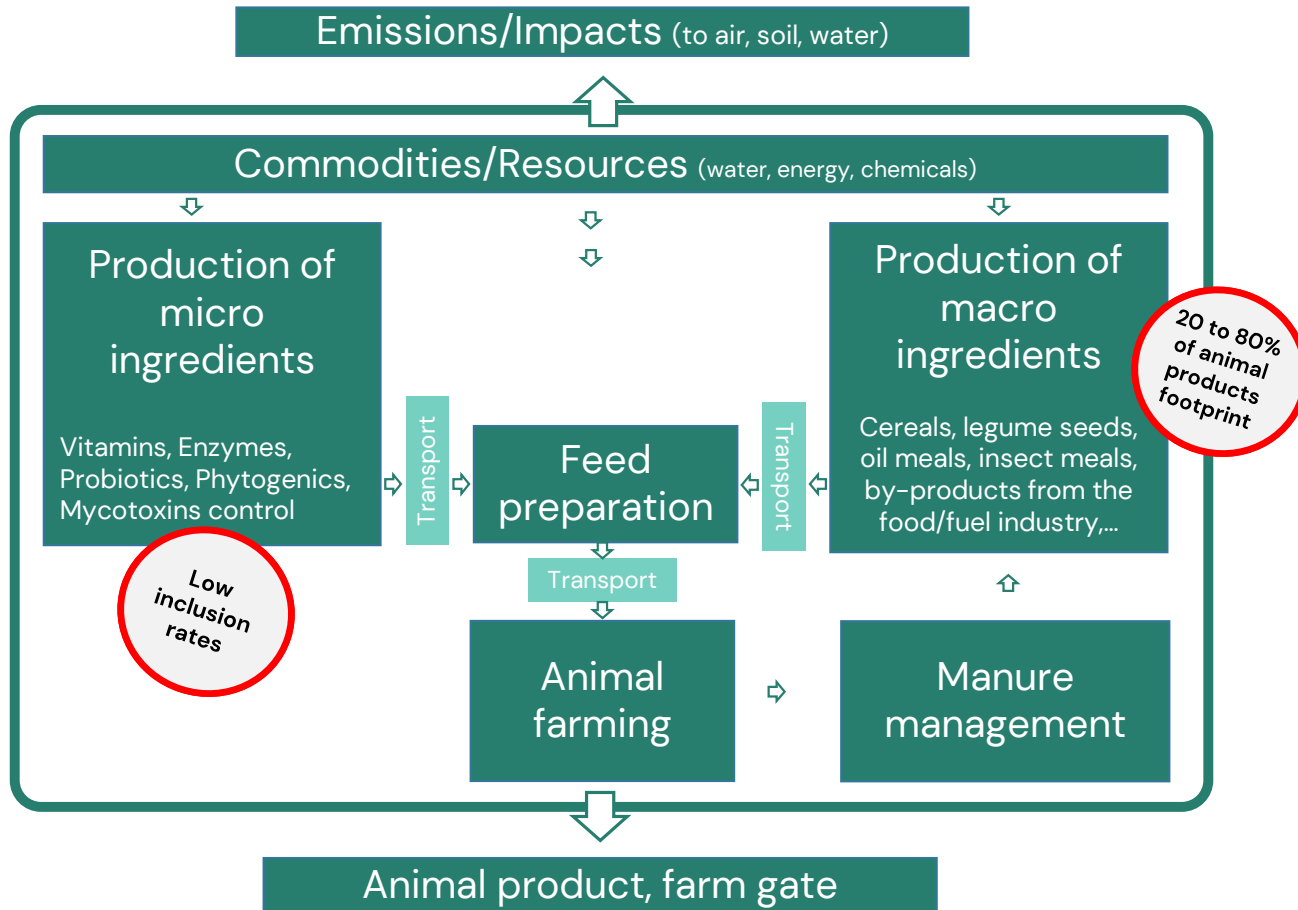 Emissions/Impacts (to air, soil, water)
Commodities/Resources (water, energy, chemicals)
Production of
micro
ingredients
Vitamins, Enzymes,
Probiotics, Phytogenics,
Mycotoxins control
Low
inclusion
rates
Transport
Feed
preparation
Transport
Production of
macro
ingredients
Cereals, legume seeds,
oil meals, insect meals,
by-products from the
food/fuel industry,...
20 to 80%
of animal
products
footprint
Transport
Animal
farming
Manure
management
Animal product, farm gate